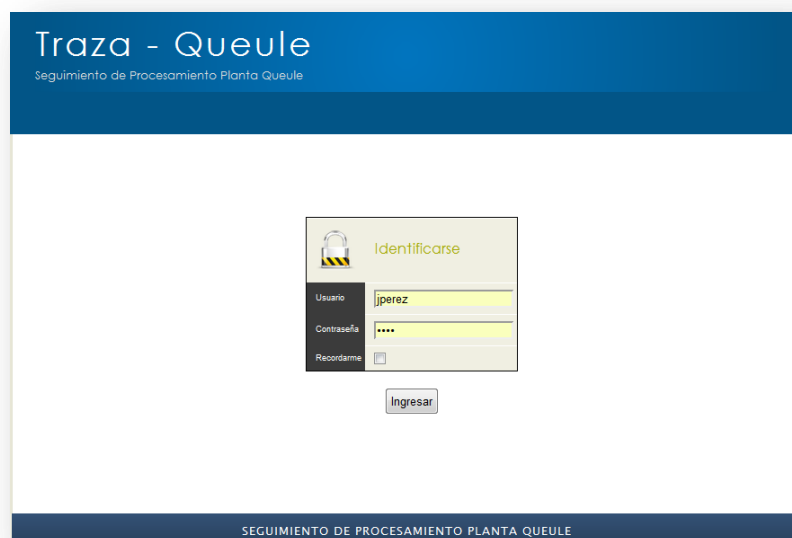 Traza - Queule
Seguimiento de Procesamiento Planta Queule
Identificarse
Usuario jperez
Contraseña ••••
Recordarme
Ingresar
SEGUIMIENTO DE PROCESAMIENTO PLANTA QUEULE